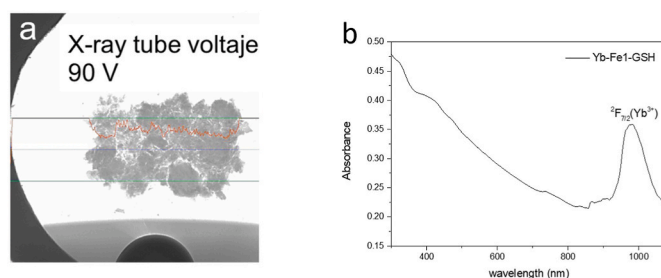 a
X-ray tube voltaje
90 V
b
0.50
0.45
0.40
0.35
0.30
0.25
0.20
0.15
Absorbance
Yb-Fe1-GSH
²F₇/₂(Yb³⁺)
400
600
800
1000
wavelength (nm)